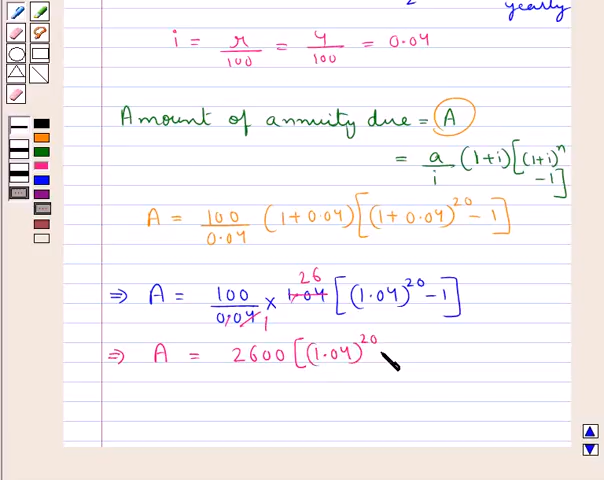 2 yearly
i = r/100 = 4/100 = 0.04
Amount of annuity due = A
= a/i (1+i)[(1+i)^n -1]
A = 100/0.04 (1+0.04)[(1+0.04)^20 - 1]
26
⇒ A = 100/0.04 × 1.04 [(1.04)^20 - 1]
1
⇒ A = 2600 [(1.04)^20